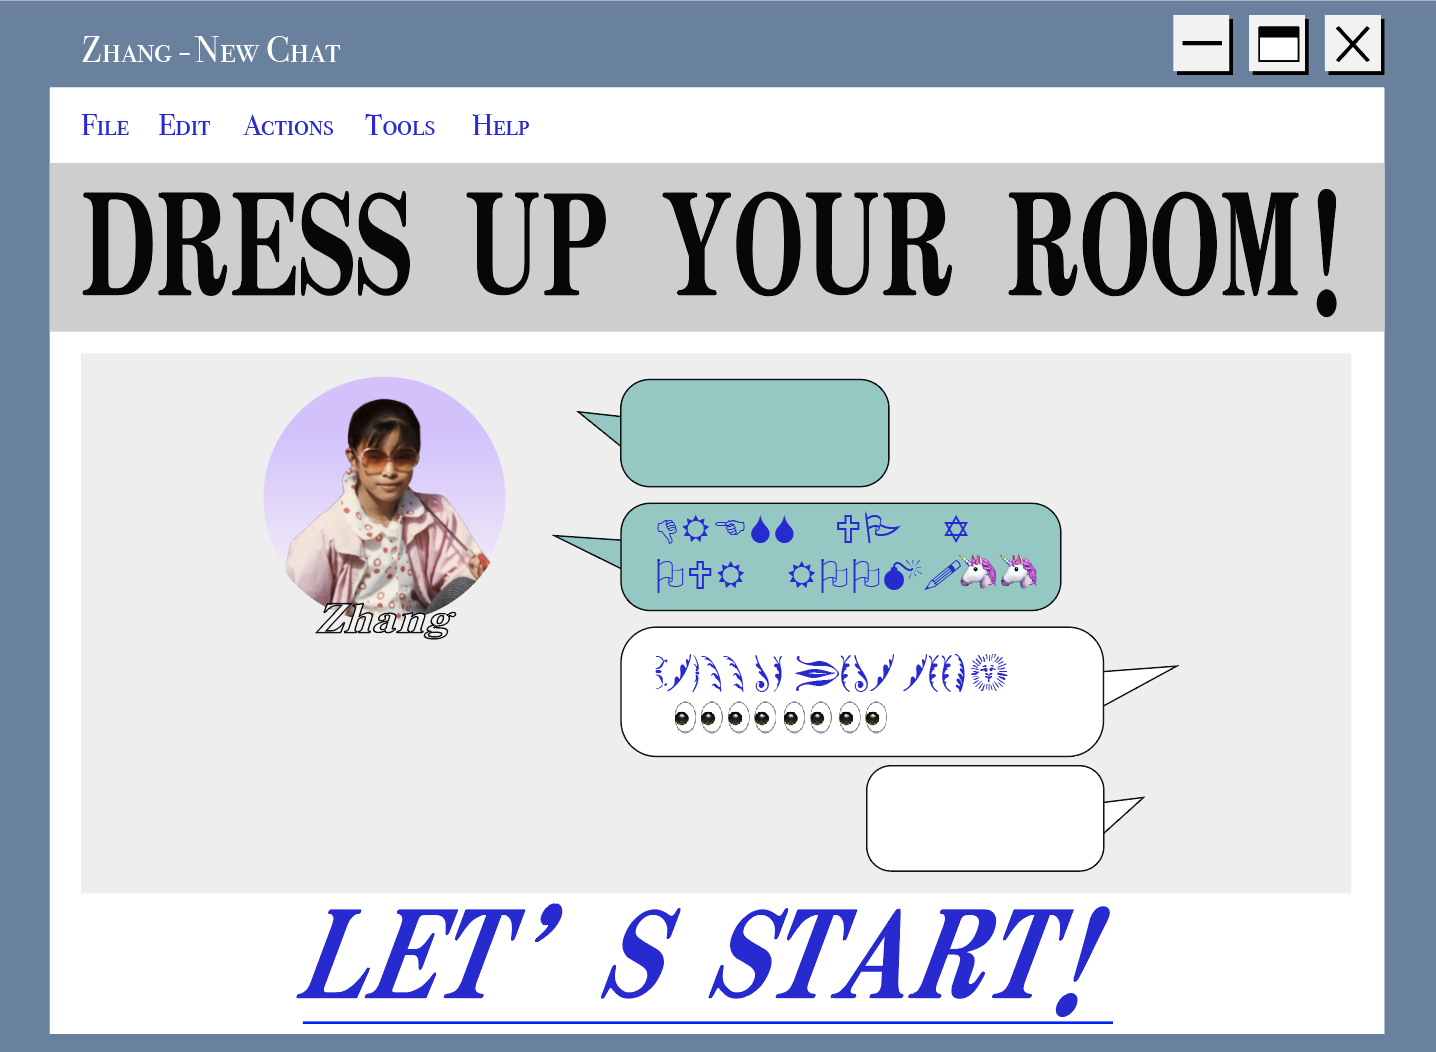 Zhang - New Chat
File Edit Actions Tools Help
DRESS UP YOUR ROOM!
Zhang
LET'S START!